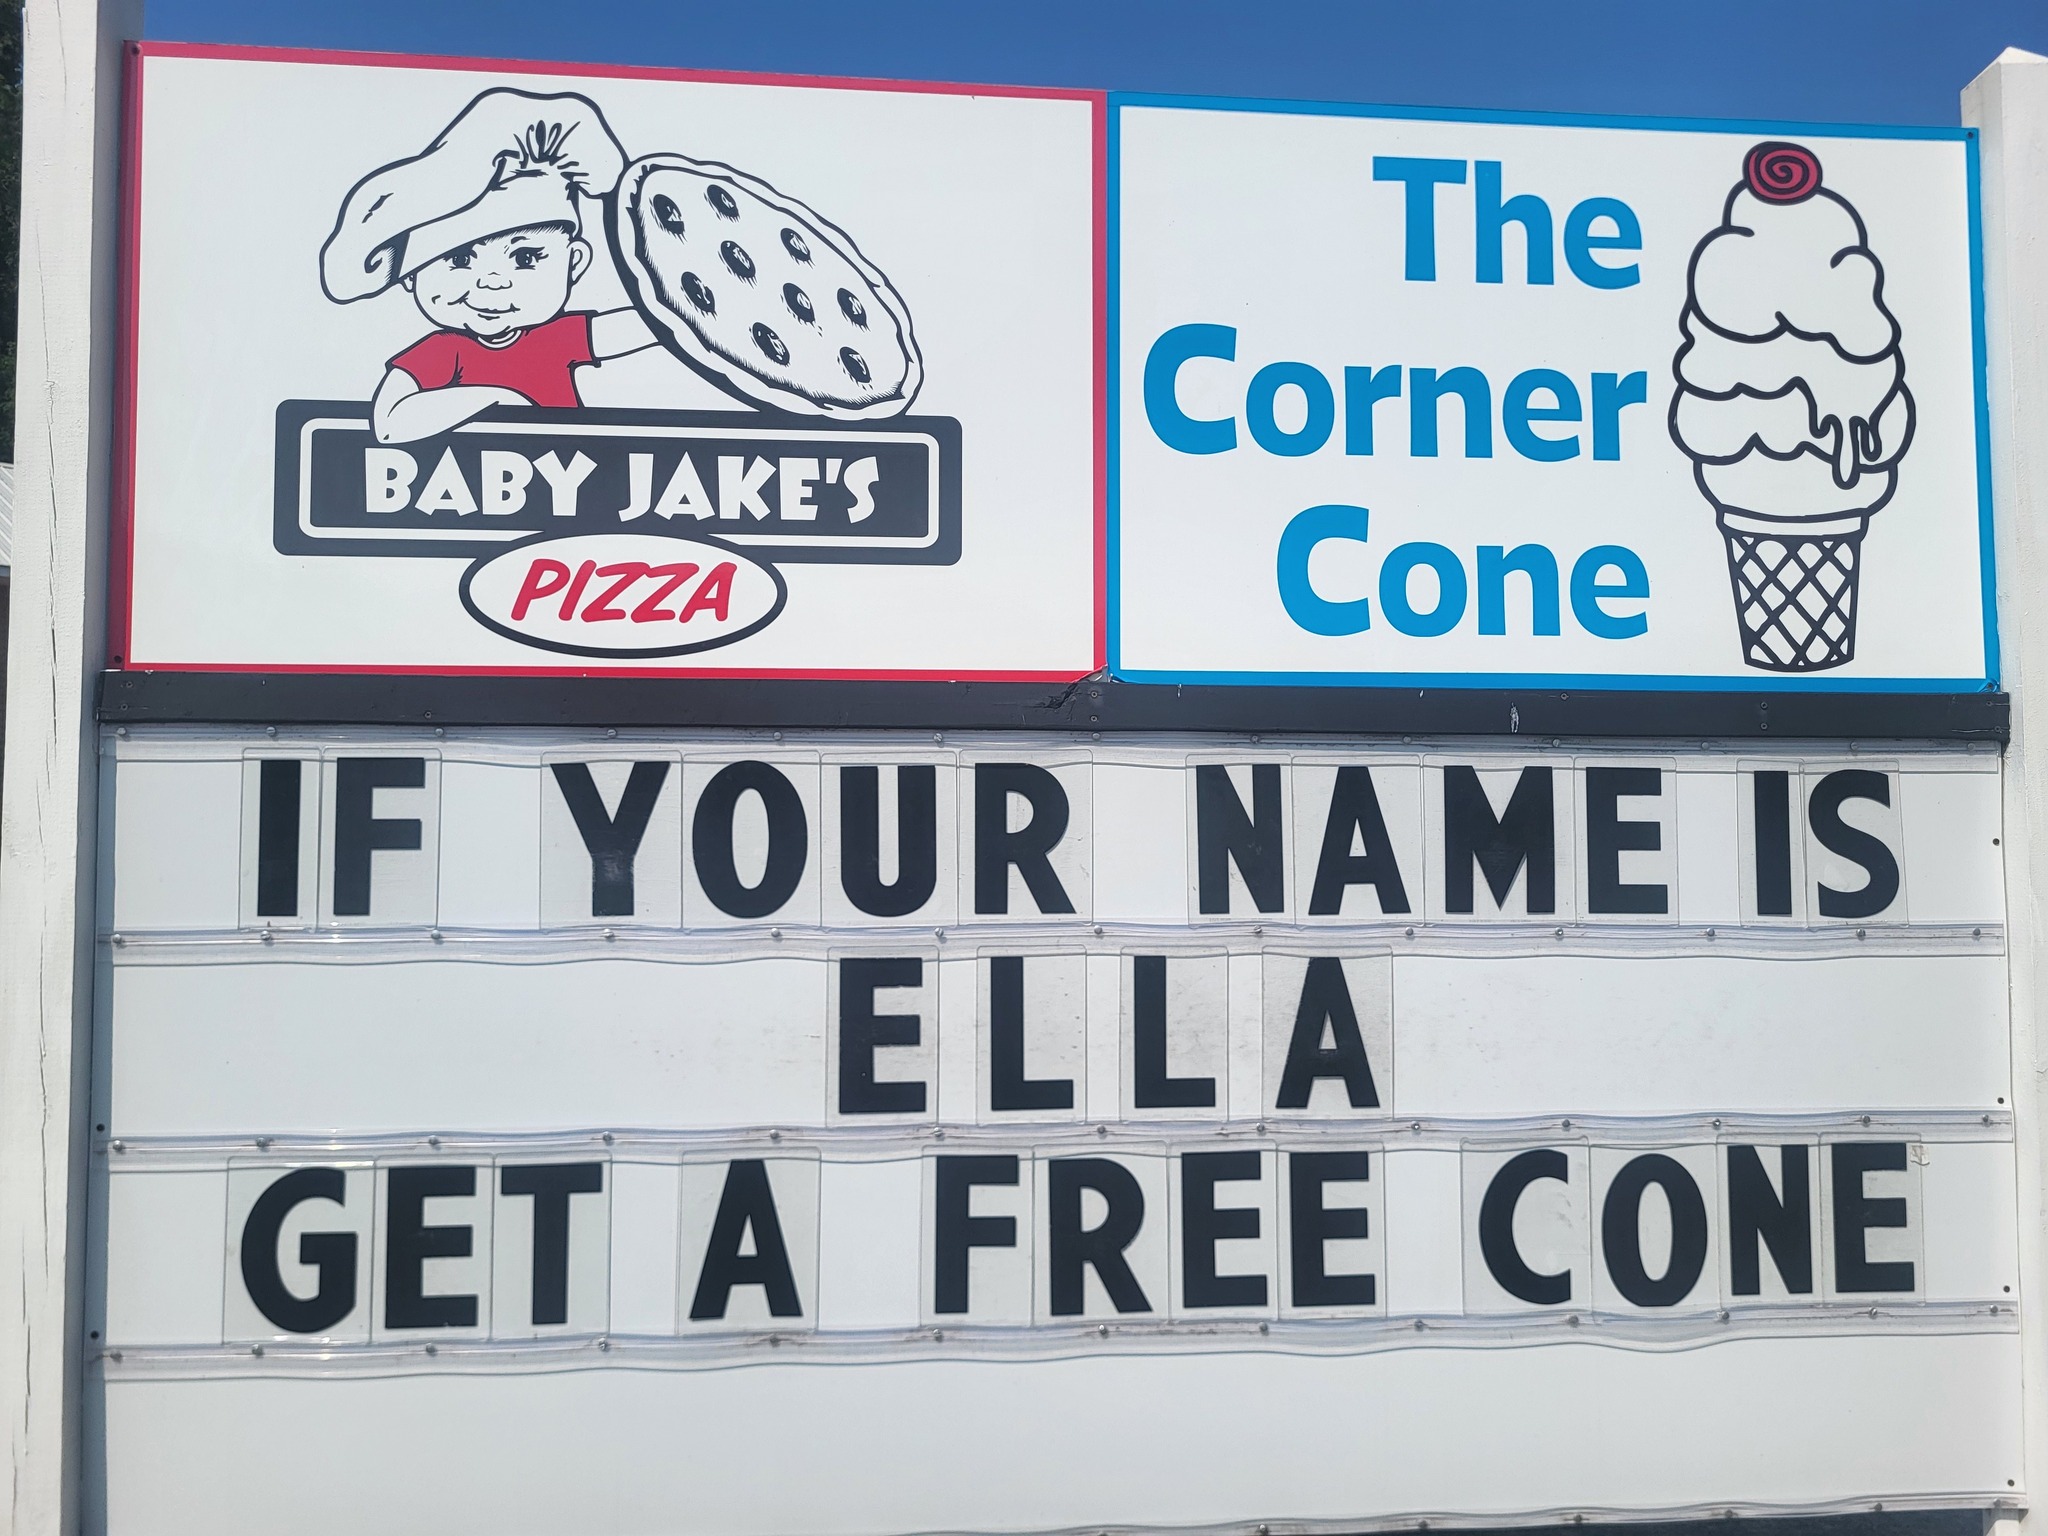 BABY JAKE'S
PIZZA
The
Corner
Cone
IF YOUR NAME IS
ELLA
GET A FREE CONE